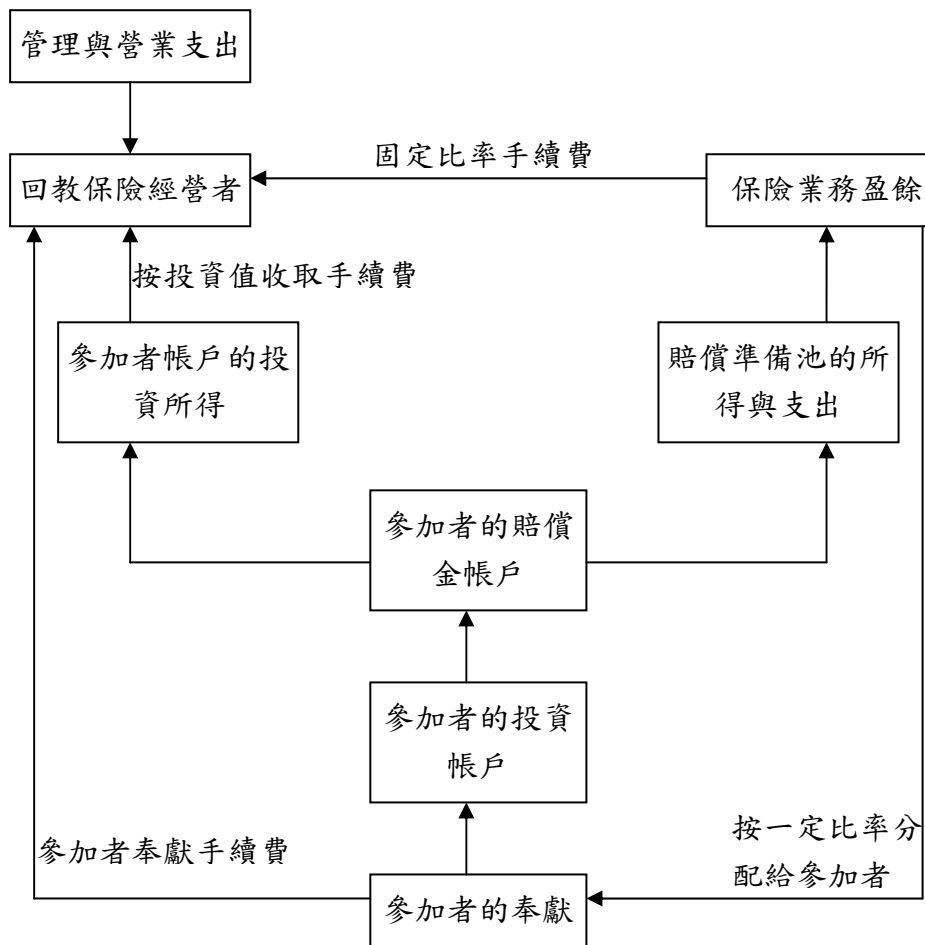 管理與營業支出
固定比率手續費
回教保險經營者
保險業務盈餘
按投資值收取手續費
參加者帳戶的投
資所得
賠償準備池的所
得與支出
參加者的賠償
金帳戶
參加者的投資
帳戶
參加者奉獻手續費
按一定比率分
配給參加者
參加者的奉獻